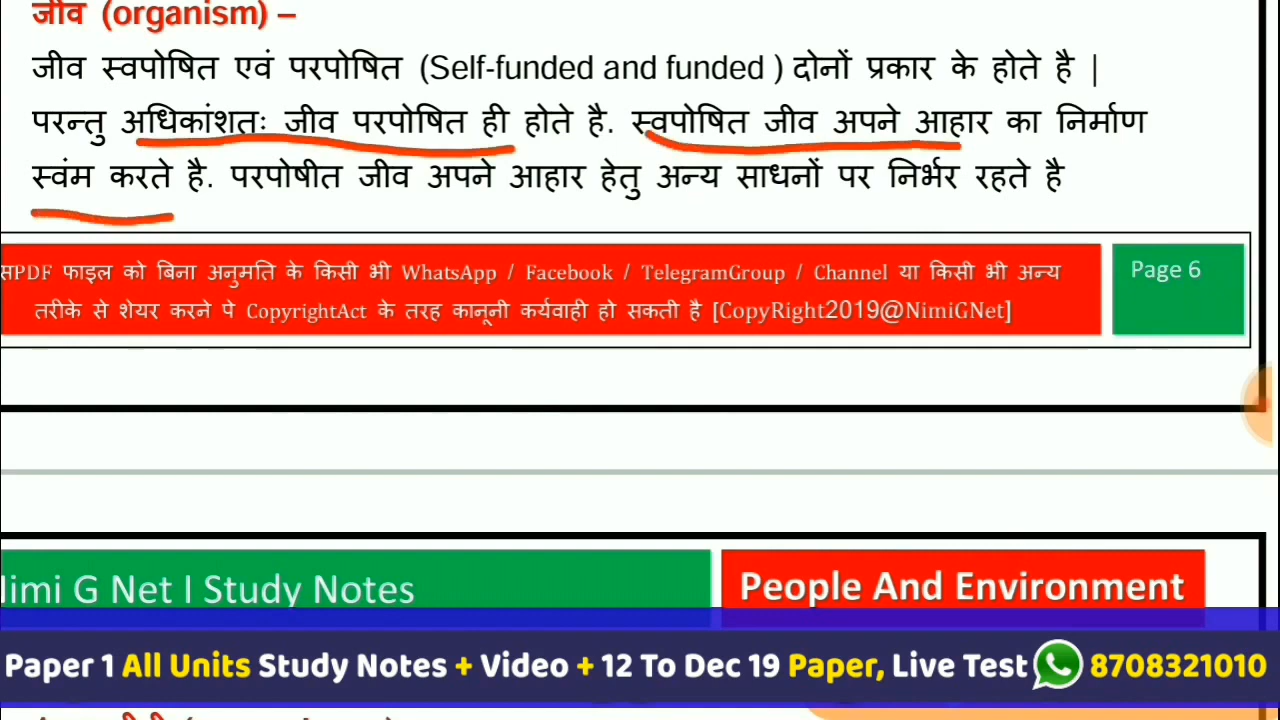 जीव (organism) –
जीव स्वपोषित एवं परपोषित (Self-funded and funded ) दोनों प्रकार के होते है |
परन्तु अधिकांशतः जीव परपोषित ही होते है. स्वपोषित जीव अपने आहार का निर्माण
स्वंम करते है. परपोषीत जीव अपने आहार हेतु अन्य साधनों पर निर्भर रहते है
PDF फाइल को बिना अनुमति के किसी भी WhatsApp / Facebook / TelegramGroup / Channel या किसी भी अन्य
तरीके से शेयर करने पे CopyrightAct के तरह कानूनी कर्यवाही हो सकती है [CopyRight2019@NimiGNet]
Page 6
G Net I Study Notes
People And Environment
Paper 1 All Units Study Notes + Video + 12 To Dec 19 Paper, Live Test 8708321010